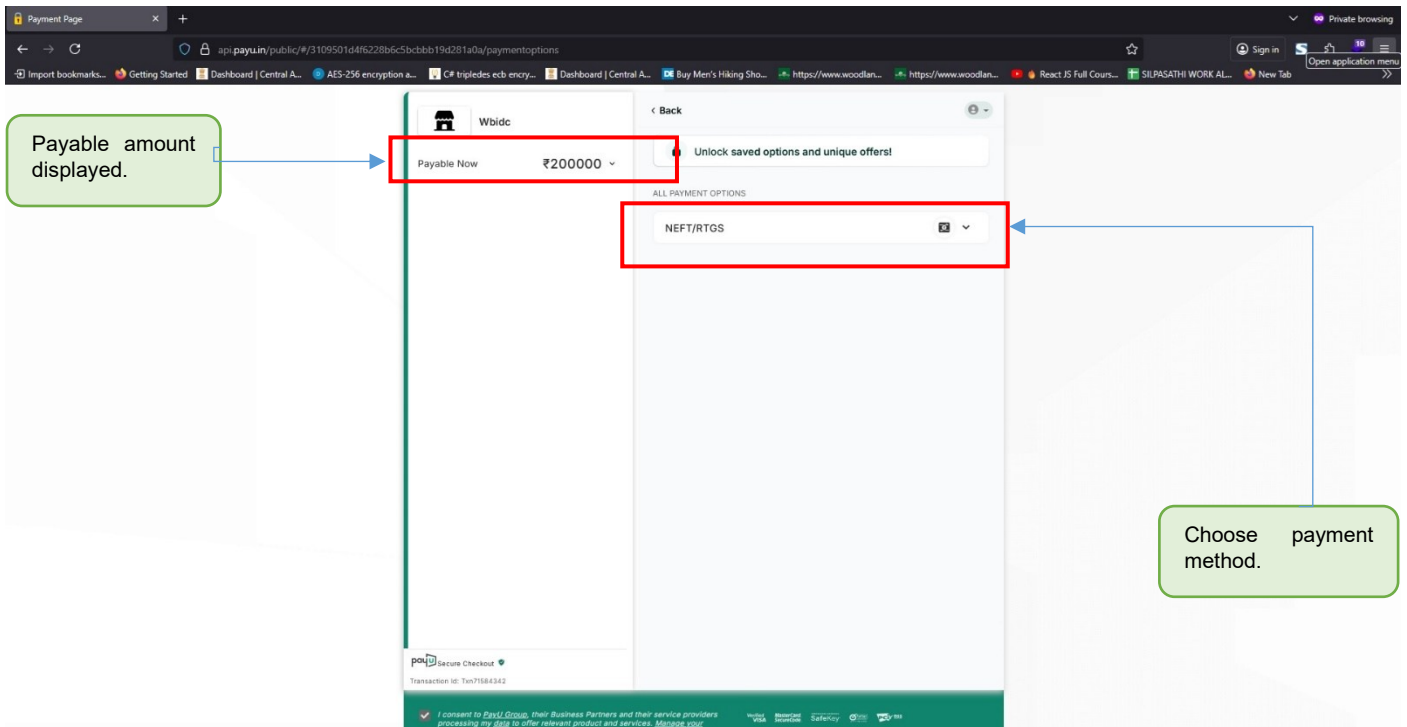 Payment Page
Private browsing
api.payu.in/public/#/3109501d4f6228b6c5bcbbb19d281a0a/paymentoptions
Sign in
10
Import bookmarks...
Getting Started
Dashboard | Central A...
AES-256 encryption a...
C# tripledes ecb encry...
Dashboard | Central A...
Buy Men's Hiking Sho...
https://www.woodlan...
https://www.woodlan...
React JS Full Cours...
SILPASATHI WORK AL...
New Tab
Open application menu
Wbidc
Back
Payable amount
displayed.
Payable Now ₹200000
Unlock saved options and unique offers!
ALL PAYMENT OPTIONS
NEFT/RTGS
Choose payment
method.
payu Secure Checkout
Transaction Id: Txn71584342
I consent to PayU Group, their Business Partners and their service providers
processing my data to offer relevant product and services. Manage your
VISA
SafeKey